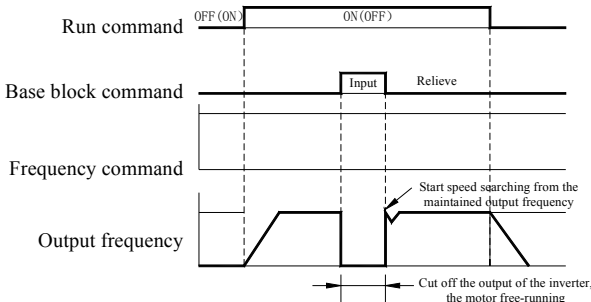 Run command
OFF(ON)
ON(OFF)
Base block command
Input
Relieve
Frequency command
Start speed searching from the
maintained output frequency
Output frequency
Cut off the output of the inverter,
the motor free-running